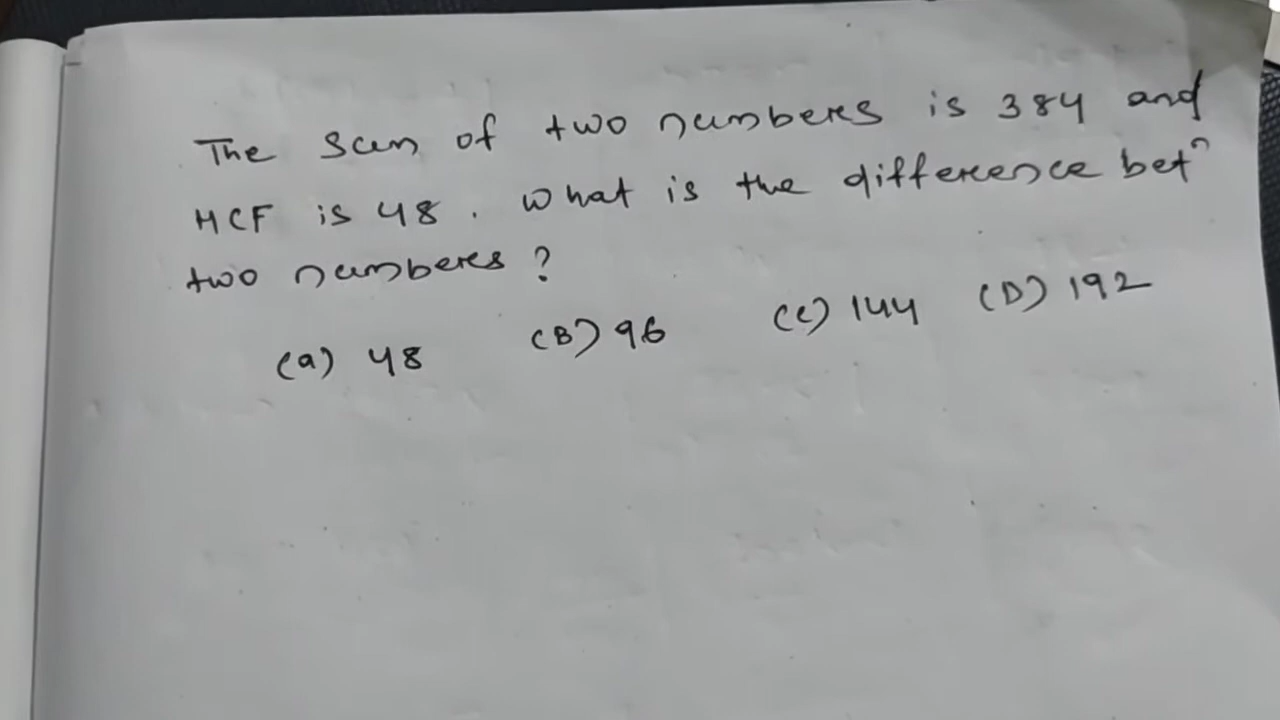 The sum of two numbers is 384 and
HCF is 48. What is the difference betⁿ
two numbers?
(a) 48 (B) 96 (C) 144 (D) 192